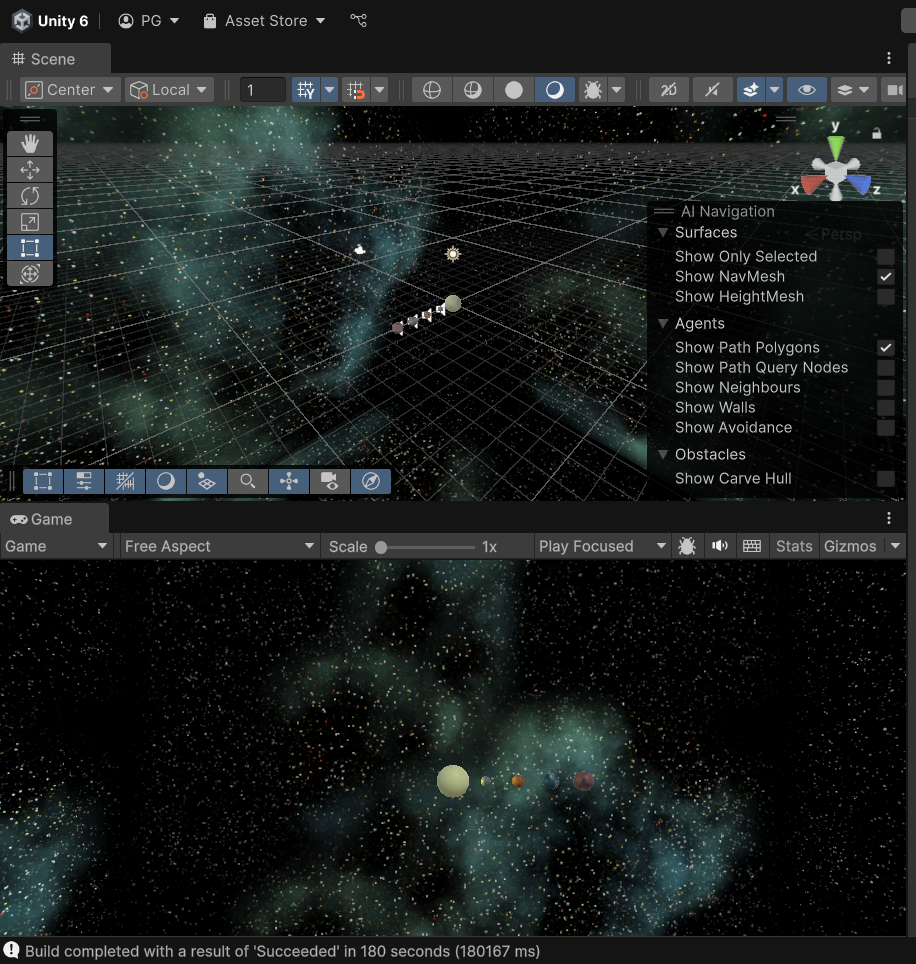 Unity 6 PG Asset Store
Scene
Center Local 1 2D
y
x z
Persp
AI Navigation
Surfaces
Show Only Selected
Show NavMesh
Show HeightMesh
Agents
Show Path Polygons
Show Path Query Nodes
Show Neighbours
Show Walls
Show Avoidance
Obstacles
Show Carve Hull
Game
Game Free Aspect Scale 1x Play Focused Stats Gizmos
Build completed with a result of 'Succeeded' in 180 seconds (180167 ms)